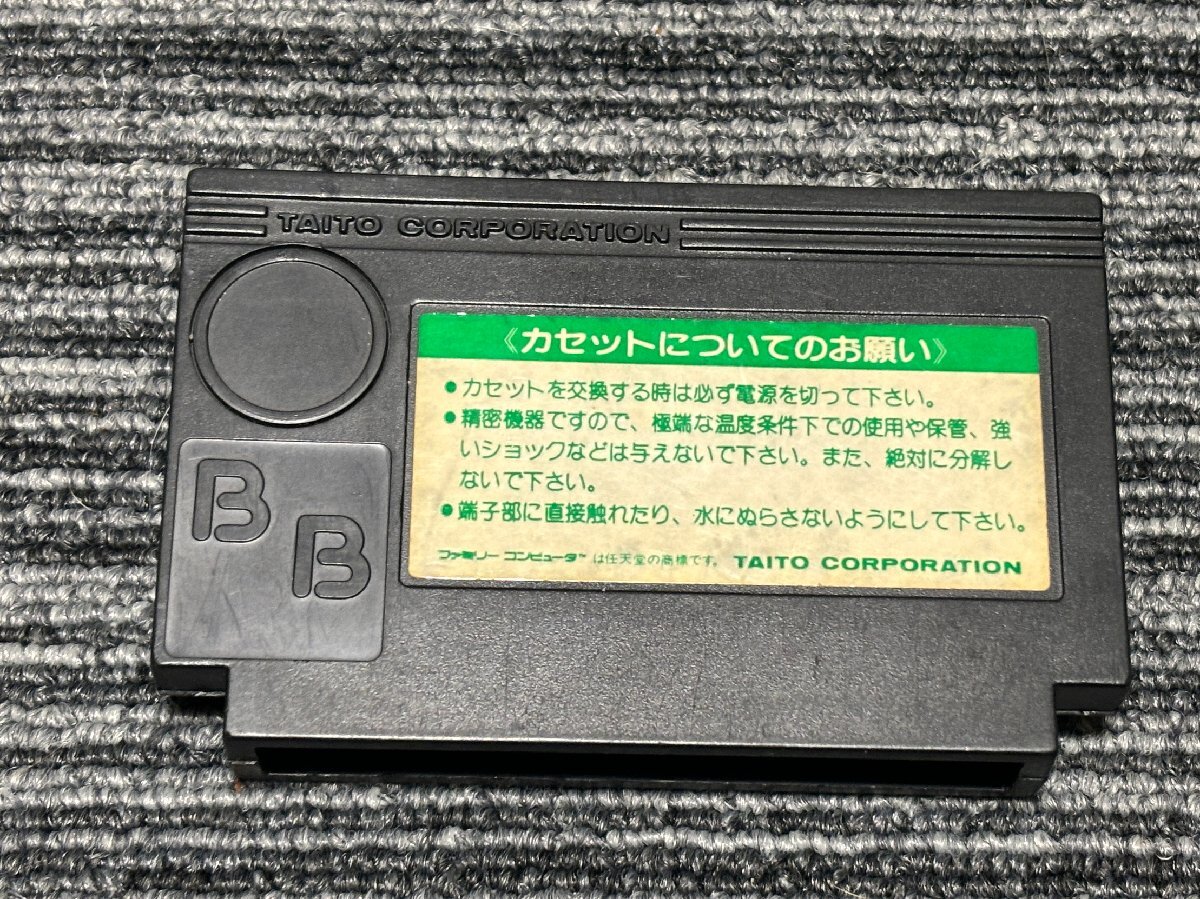 TAITO CORPORATION
《カセットについてのお願い》
●カセットを交換する時は必ず電源を切って下さい。
●精密機器ですので、極端な温度条件下での使用や保管、強
いショックなどは与えないで下さい。また、絶対に分解し
ないで下さい。
●端子部に直接触れたり、水にぬらさないようにして下さい。
ファミリー コンピュータ™ は任天堂の商標です。 TAITO CORPORATION
B
B